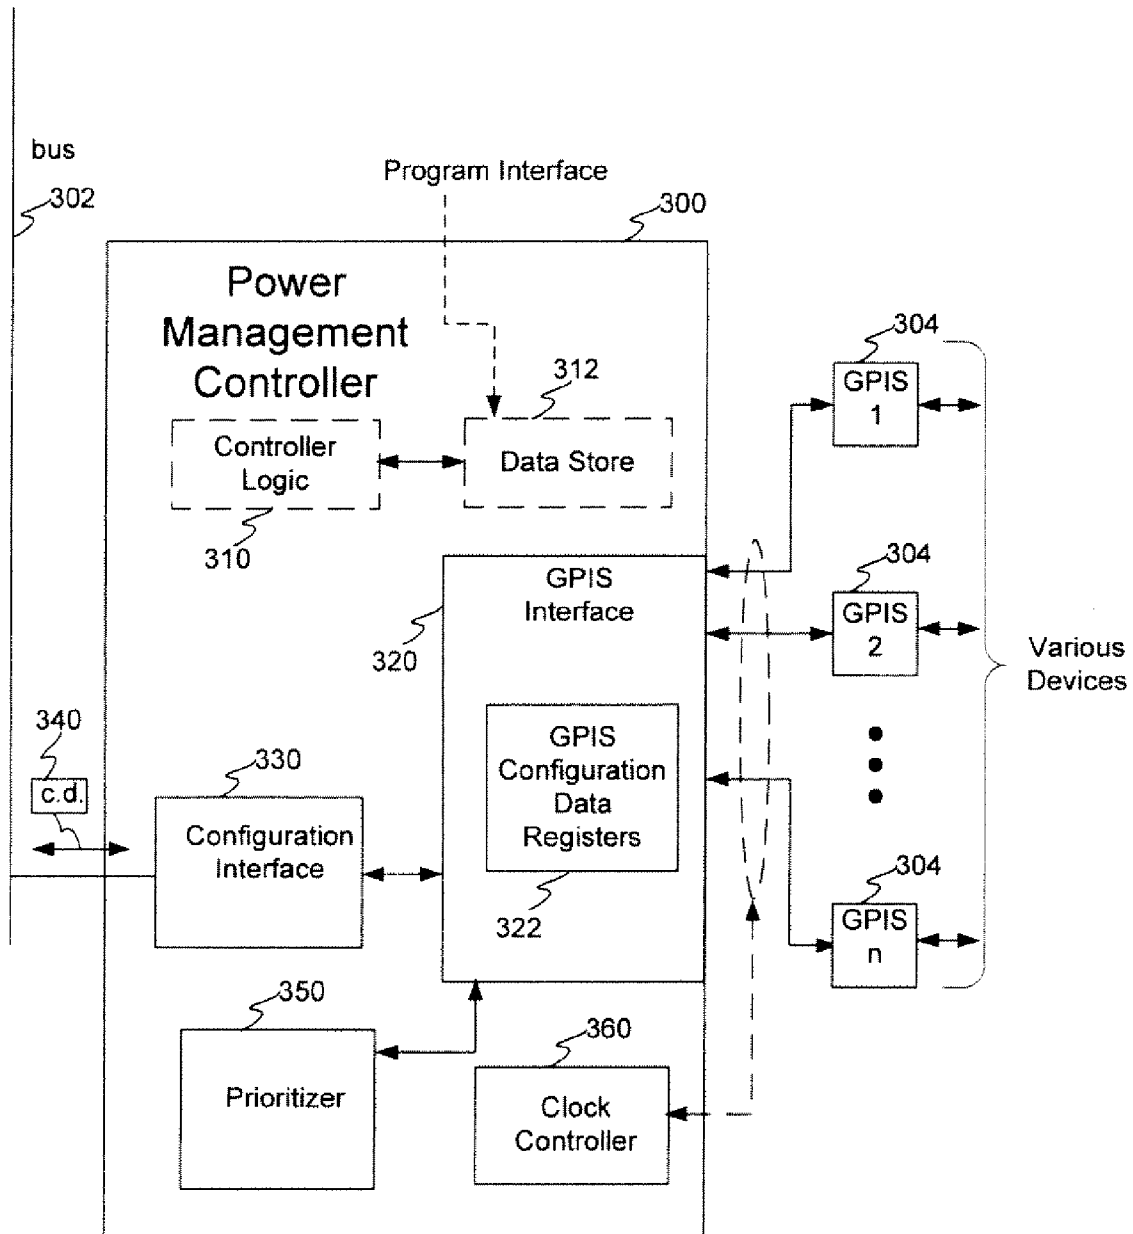 bus
302
Program Interface
300
Power
Management
Controller
304
GPIS
1
312
Controller
Logic
Data Store
310
304
GPIS
Interface
GPIS
2
320
Various
Devices
340
c.d.
330
GPIS
Configuration
Data
Registers
Configuration
Interface
322
304
GPIS
n
350
360
Prioritizer
Clock
Controller